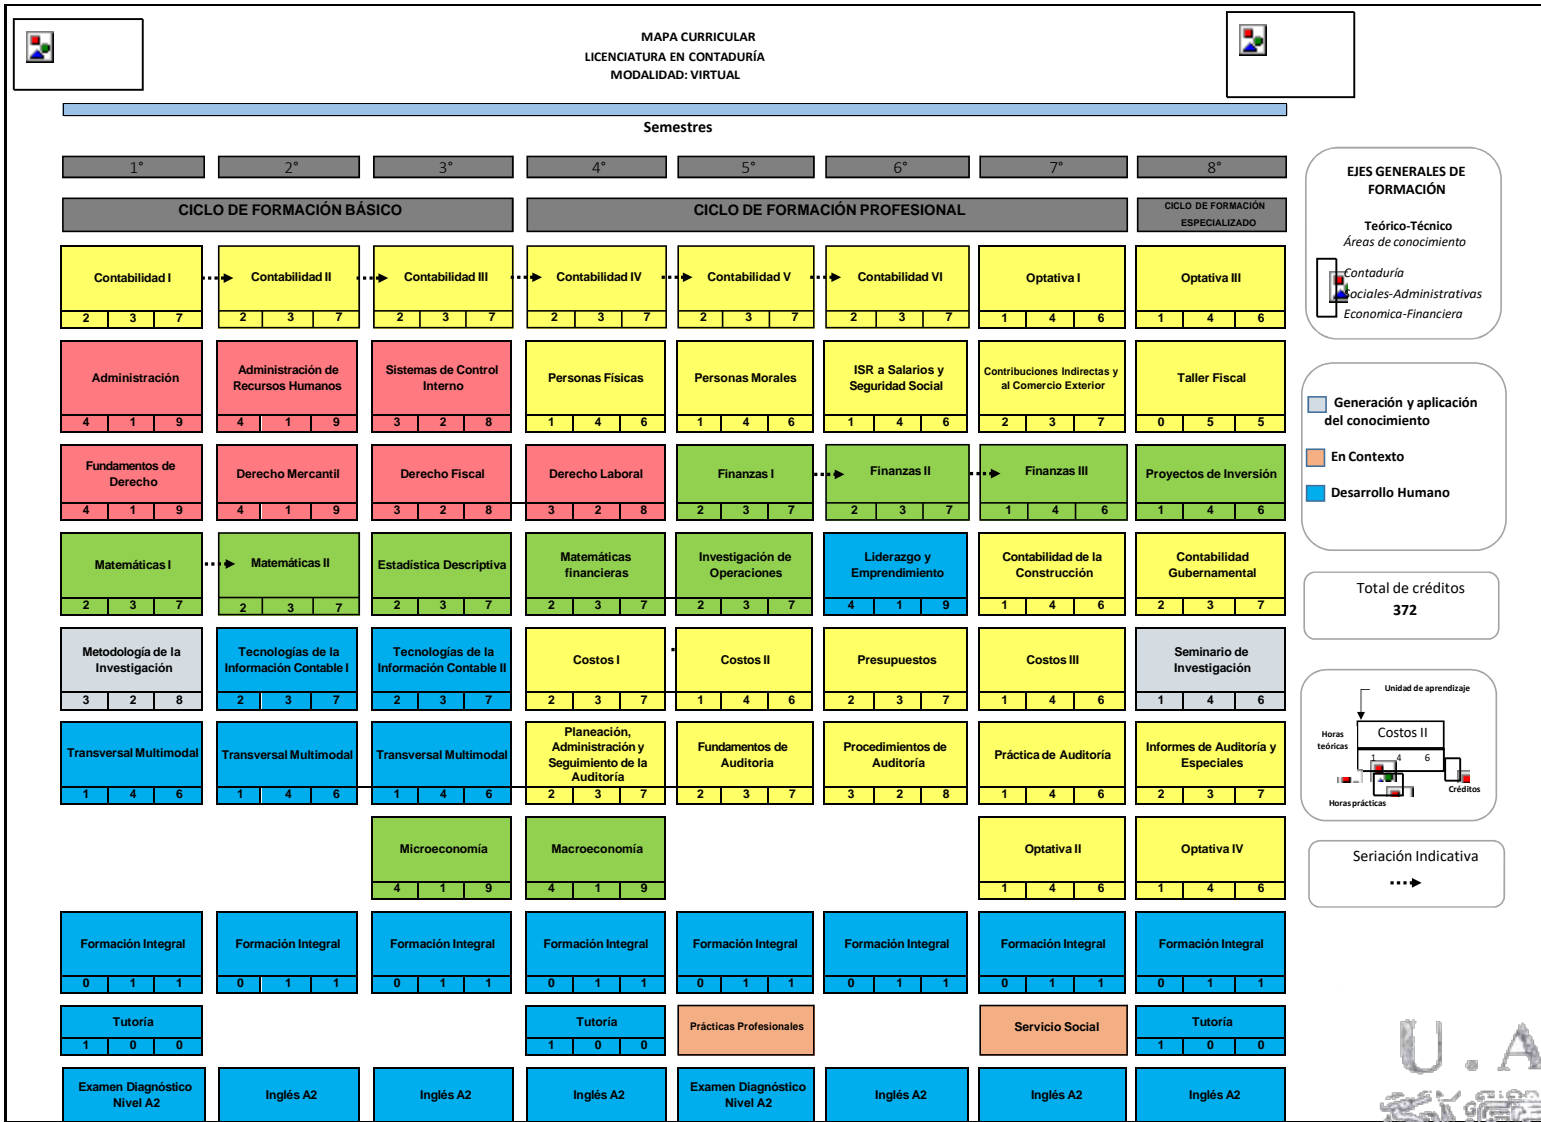 MAPA CURRICULAR
LICENCIATURA EN CONTADURÍA
MODALIDAD: VIRTUAL
Semestres
1° 2° 3° 4° 5° 6° 7° 8°
CICLO DE FORMACIÓN BÁSICO
CICLO DE FORMACIÓN PROFESIONAL
CICLO DE FORMACIÓN
ESPECIALIZADO
Contabilidad I Contabilidad II Contabilidad III Contabilidad IV Contabilidad V Contabilidad VI Optativa I Optativa III
2 3 7 2 3 7 2 3 7 2 3 7 2 3 7 2 3 7 1 4 6 1 4 6
Administración
Administración de
Recursos Humanos
Sistemas de Control
Interno
Personas Físicas
Personas Morales
ISR a Salarios y
Seguridad Social
Contribuciones Indirectas y
al Comercio Exterior
Taller Fiscal
4 1 9 4 1 9 3 2 8 1 4 6 1 4 6 1 4 6 2 3 7 0 5 5
Fundamentos de
Derecho
Derecho Mercantil
Derecho Fiscal
Derecho Laboral
Finanzas I
Finanzas II
Finanzas III
Proyectos de Inversión
4 1 9 4 1 9 3 2 8 3 2 8 2 3 7 2 3 7 1 4 6 1 4 6
Matemáticas I
Matemáticas II
Estadística Descriptiva
Matemáticas
financieras
Investigación de
Operaciones
Liderazgo y
Emprendimiento
Contabilidad de la
Construcción
Contabilidad
Gubernamental
2 3 7 2 3 7 2 3 7 2 3 7 2 3 7 4 1 9 1 4 6 2 3 7
Metodología de la
Investigación
Tecnologías de la
Información Contable I
Tecnologías de la
Información Contable II
Costos I
Costos II
Presupuestos
Costos III
Seminario de
Investigación
3 2 8 2 3 7 2 3 7 2 3 7 1 4 6 2 3 7 1 4 6 1 4 6
Transversal Multimodal
Transversal Multimodal
Transversal Multimodal
Planeación,
Administración y
Seguimiento de la
Auditoría
Fundamentos de
Auditoria
Procedimientos de
Auditoría
Práctica de Auditoría
Informes de Auditoría y
Especiales
1 4 6 1 4 6 1 4 6 2 3 7 2 3 7 3 2 8 1 4 6 2 3 7
Microeconomía Macroeconomía Optativa II Optativa IV
4 1 9 4 1 9 1 4 6 1 4 6
Formación Integral Formación Integral Formación Integral Formación Integral Formación Integral Formación Integral Formación Integral Formación Integral
0 1 1 0 1 1 0 1 1 0 1 1 0 1 1 0 1 1 0 1 1 0 1 1
Tutoría Tutoría Prácticas Profesionales Servicio Social Tutoría
1 0 0 1 0 0 1 0 0
Examen Diagnóstico
Nivel A2
Inglés A2
Inglés A2
Inglés A2
Examen Diagnóstico
Nivel A2
Inglés A2
Inglés A2
Inglés A2
EJES GENERALES DE
FORMACIÓN
Teórico-Técnico
Áreas de conocimiento
Contaduría
Sociales-Administrativas
Economica-Financiera
Generación y aplicación
del conocimiento
En Contexto
Desarrollo Humano
Total de créditos
372
Unidad de aprendizaje
Horas
teóricas
Costos II
1 4 6
Horas prácticas
Créditos
Seriación Indicativa
U . A